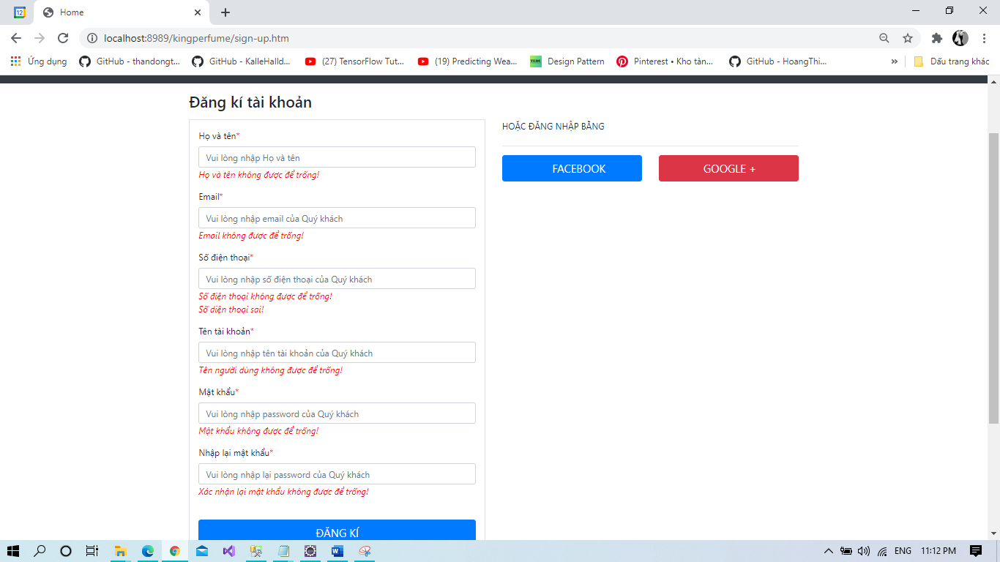 12
Home
localhost:8989/kingperfume/sign-up.htm
Ứng dụng
GitHub - thandongt...
GitHub - KalleHalld...
(27) TensorFlow Tut...
(19) Predicting Wea...
Design Pattern
Pinterest • Kho tàn...
GitHub - HoangThi...
»
Dấu trang khác
Đăng kí tài khoản
Họ và tên*
Vui lòng nhập Họ và tên
Họ và tên không được để trống!
Email*
Vui lòng nhập email của Quý khách
Email không được để trống!
Số điện thoại*
Vui lòng nhập số điện thoại của Quý khách
Số điện thoại không được để trống!
Số diện thoại sai!
Tên tài khoản*
Vui lòng nhập tên tài khoản của Quý khách
Tên người dùng không được để trống!
Mật khẩu*
Vui lòng nhập password của Quý khách
Mật khẩu không được để trống!
Nhập lại mật khẩu*
Vui lòng nhập lại password của Quý khách
Xác nhận lại mật khẩu không được để trống!
ĐĂNG KÍ
HOẶC ĐĂNG NHẬP BẰNG
FACEBOOK
GOOGLE +
ENG
11:12 PM